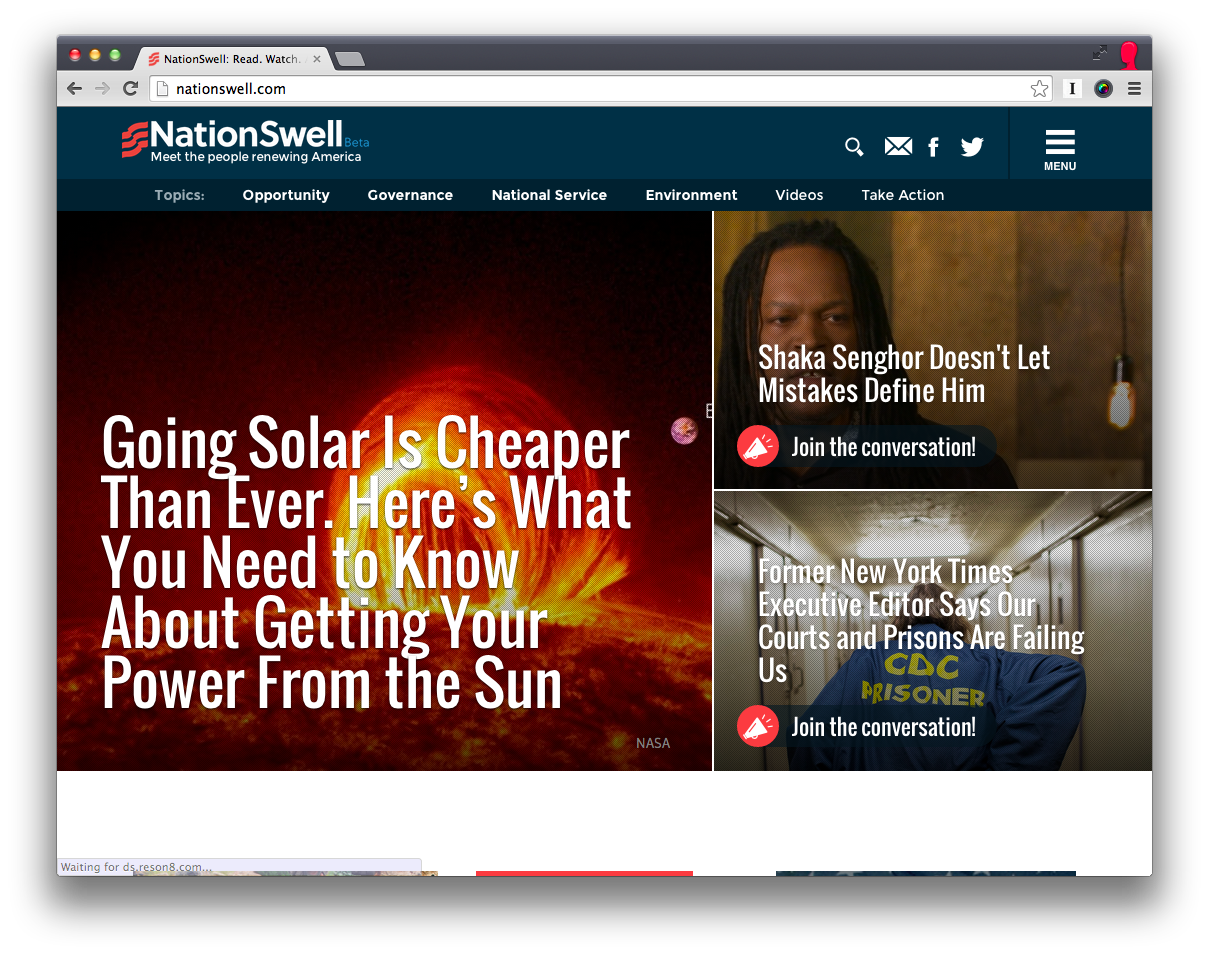 NationSwell: Read. Watch.
nationswell.com
NationSwell Beta
Meet the people renewing America
MENU
Topics: Opportunity Governance National Service Environment Videos Take Action
Going Solar Is Cheaper
Than Ever. Here's What
You Need to Know
About Getting Your
Power From the Sun
E
NASA
Shaka Senghor Doesn't Let
Mistakes Define Him
Join the conversation!
Former New York Times
Executive Editor Says Our
Courts and Prisons Are Failing
Us
CDC
PRISONER
Join the conversation!
Waiting for ds.reson8.com...